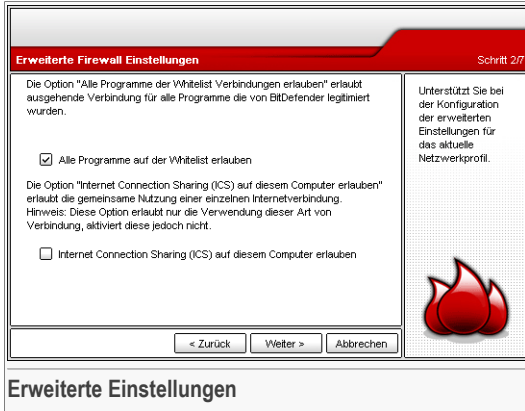 Erweiterte Firewall Einstellungen
Schritt 2/7
Die Option "Alle Programme der Whitelist Verbindungen erlauben" erlaubt
ausgehende Verbindung für alle Programme die von BitDefender legitimiert
wurden.
Alle Programme auf der Whitelist erlauben
Die Option "Internet Connection Sharing (ICS) auf diesem Computer erlauben"
erlaubt die gemeinsame Nutzung einer einzelnen Internetverbindung.
Hinweis: Diese Option erlaubt nur die Verwendung dieser Art von
Verbindung, aktiviert diese jedoch nicht.
Internet Connection Sharing (ICS) auf diesem Computer erlauben
Unterstützt Sie bei
der Konfiguration
der erweiterten
Einstellungen für
das aktuelle
Netzwerkprofil.
« Zurück
Weiter »
Abbrechen
Erweiterte Einstellungen